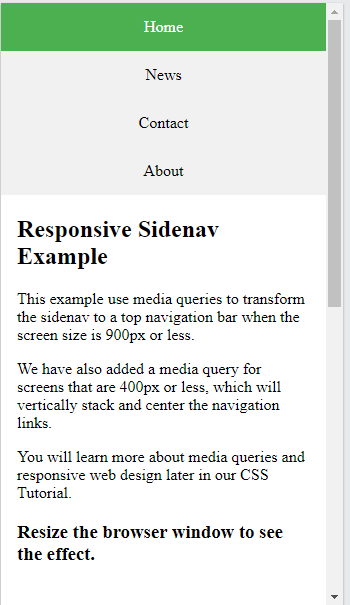 Home
News
Contact
About
Responsive Sidenav
Example
This example use media queries to transform
the sidenav to a top navigation bar when the
screen size is 900px or less.
We have also added a media query for
screens that are 400px or less, which will
vertically stack and center the navigation
links.
You will learn more about media queries and
responsive web design later in our CSS
Tutorial.
Resize the browser window to see
the effect.